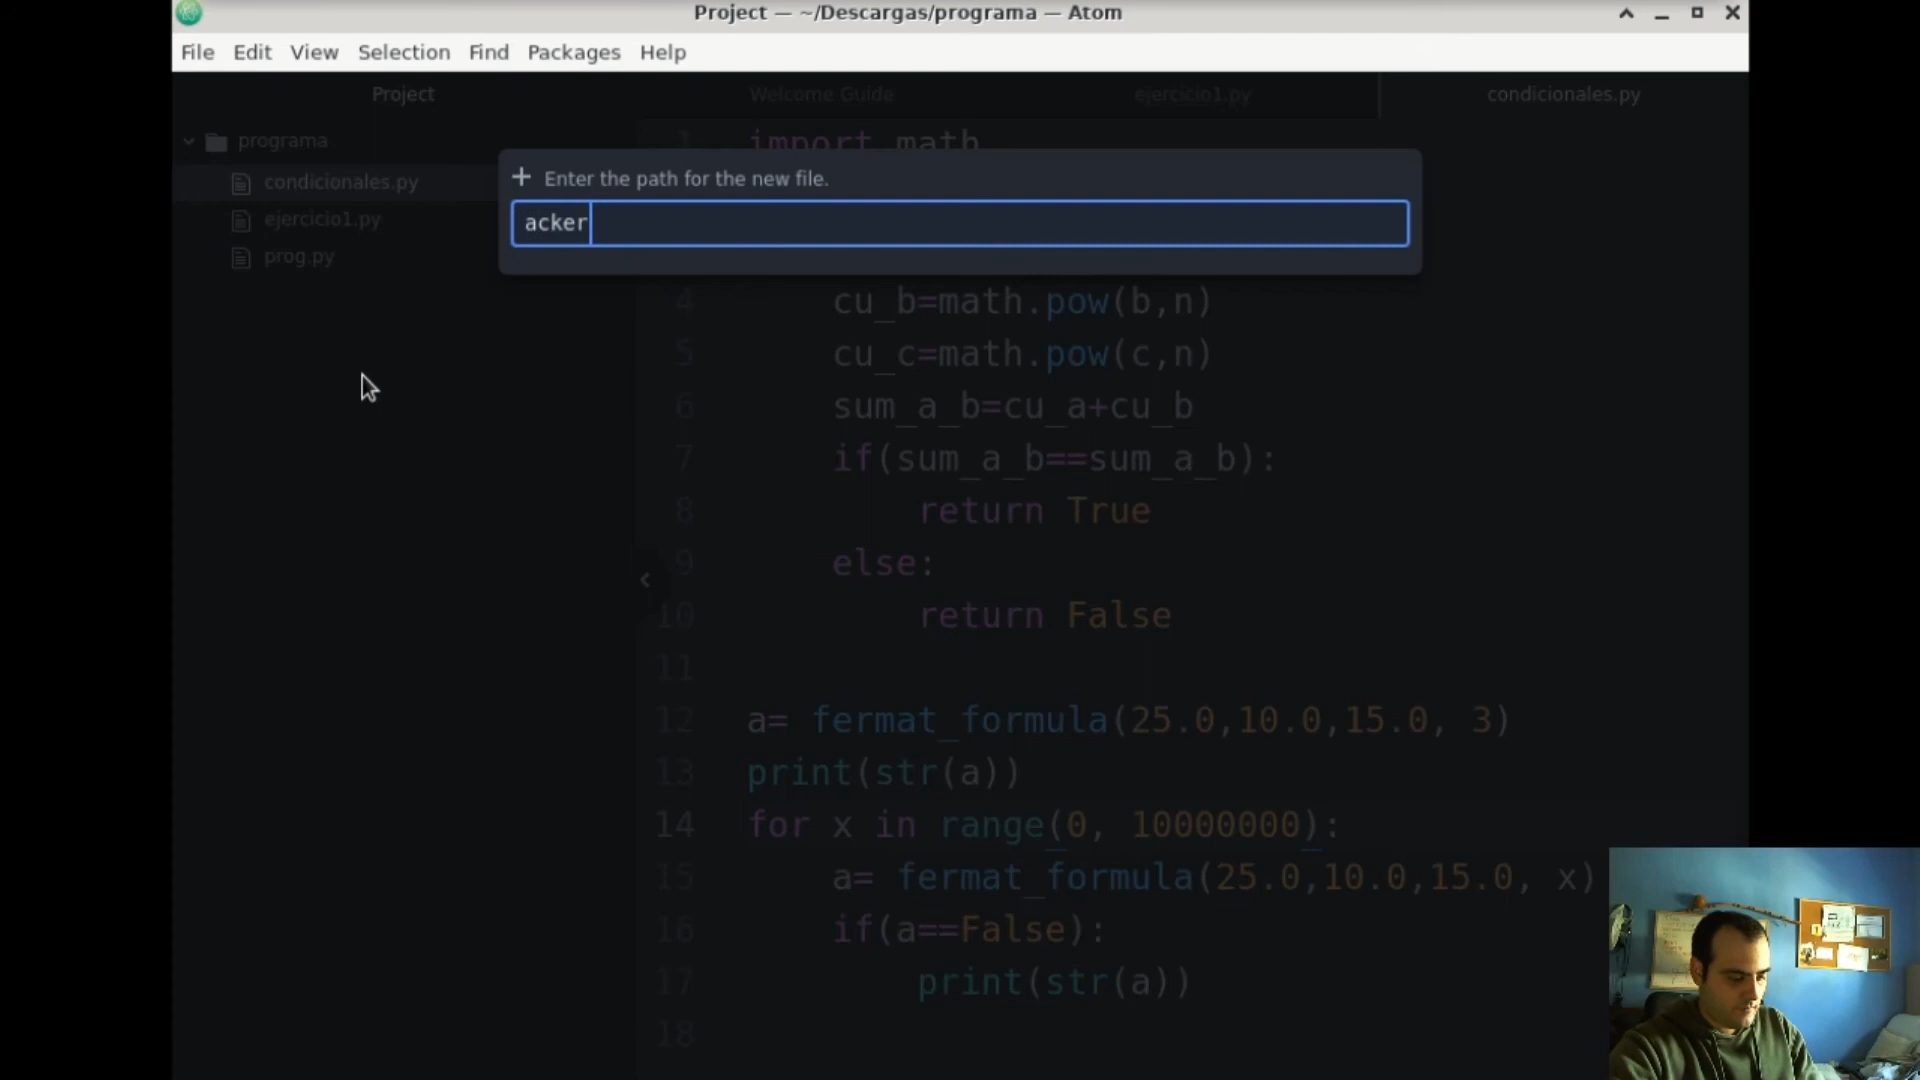 Project — ~/Descargas/programa — Atom
File Edit View Selection Find Packages Help
Project
Welcome Guide
ejercicio1.py
condicionales.py
programa
condicionales.py
ejercicio1.py
prog.py
Enter the path for the new file.
acker
1 import math
4 cu_b=math.pow(b,n)
5 cu_c=math.pow(c,n)
6 sum_a_b=cu_a+cu_b
7 if(sum_a_b==sum_a_b):
8 return True
9 else:
10 return False
11
12 a= fermat_formula(25.0,10.0,15.0, 3)
13 print(str(a))
14 for x in range(0, 10000000):
15 a= fermat_formula(25.0,10.0,15.0, x)
16 if(a==False):
17 print(str(a))
18